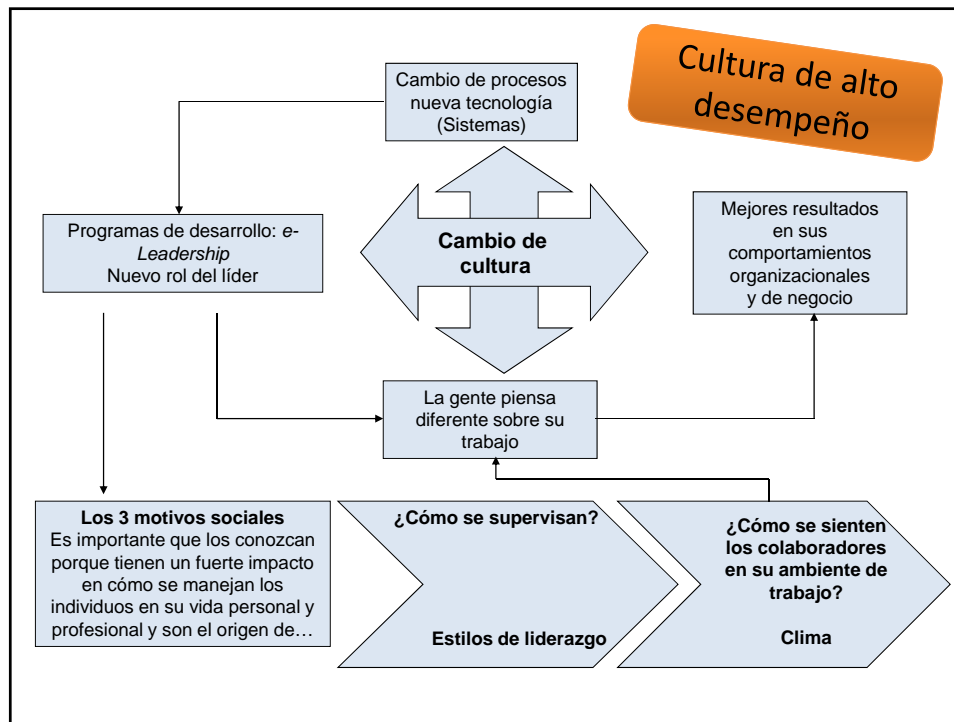 Cultura de alto
desempeño
Cambio de procesos
nueva tecnología
(Sistemas)
Programas de desarrollo: e-
Leadership
Nuevo rol del líder
Cambio de
cultura
Mejores resultados
en sus
comportamientos
organizacionales
y de negocio
La gente piensa
diferente sobre su
trabajo
Los 3 motivos sociales
Es importante que los conozcan
porque tienen un fuerte impacto
en cómo se manejan los
individuos en su vida personal y
profesional y son el origen de…
¿Cómo se supervisan?
Estilos de liderazgo
¿Cómo se sienten
los colaboradores
en su ambiente de
trabajo?
Clima